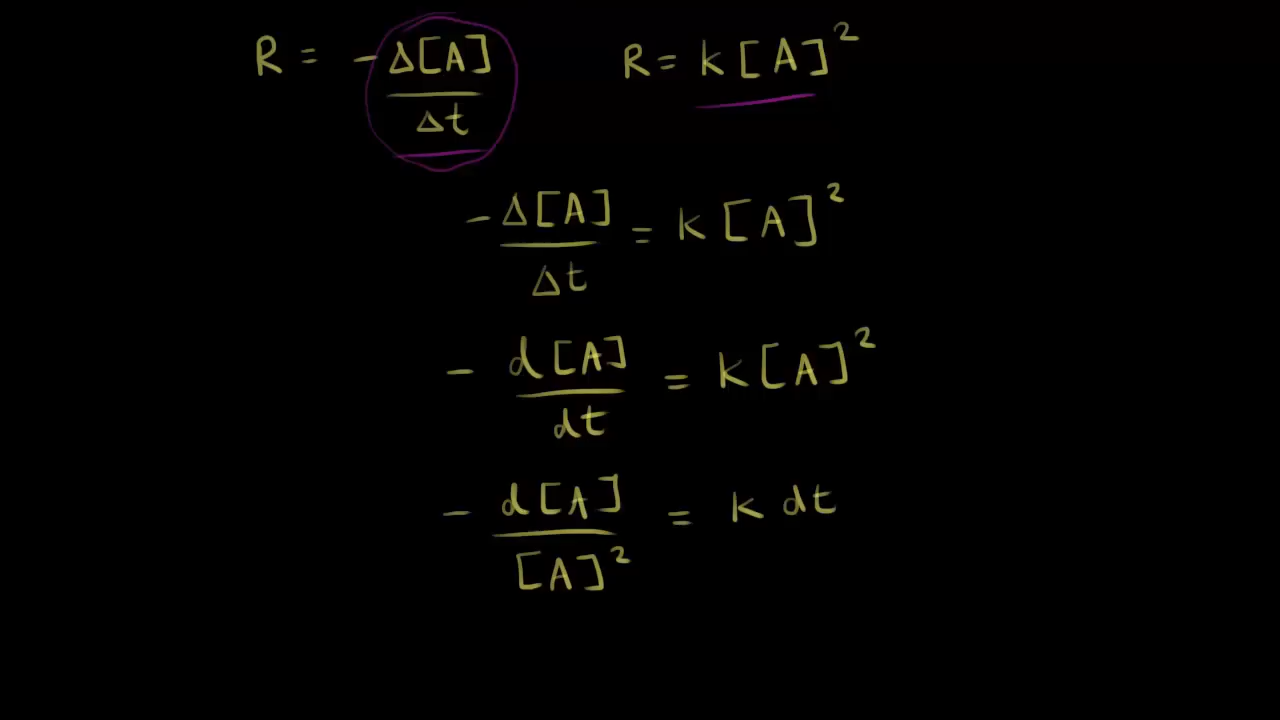 R = -Δ[A]/Δt R = k[A]²
-Δ[A]/Δt = k[A]²
- d[A]/dt = k[A]²
- d[A]/[A]² = k dt